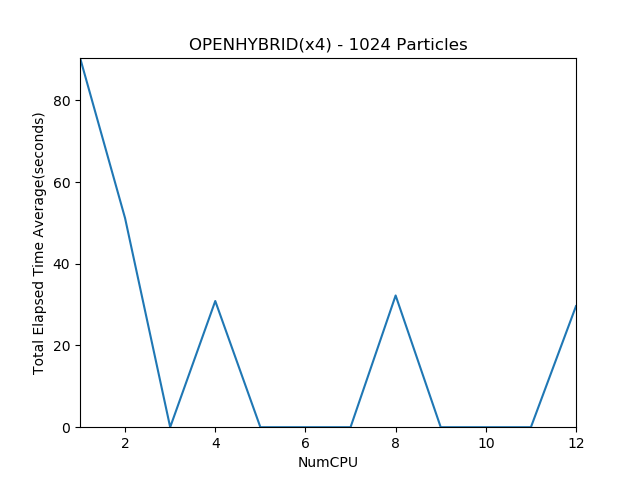 OPENHYBRID(x4) - 1024 Particles
80
60
40
20
0
Total Elapsed Time Average(seconds)
2 4 6 8 10 12
NumCPU